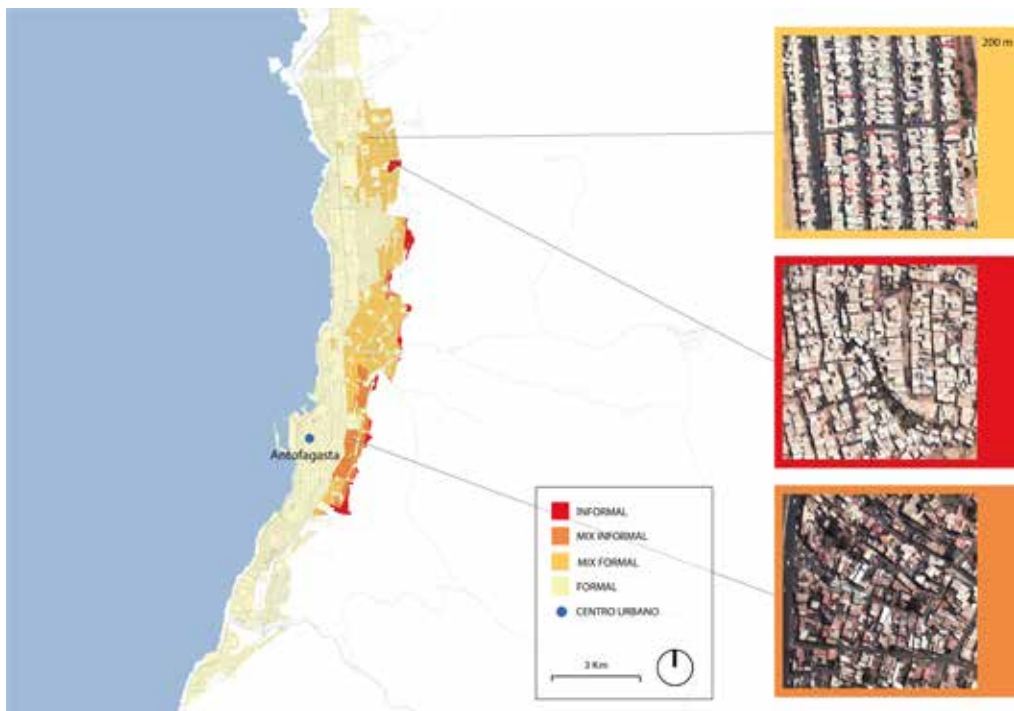 200 m
Antofagasta
INFORMAL
MIX INFORMAL
MIX FORMAL
FORMAL
CENTRO URBANO
3 Km